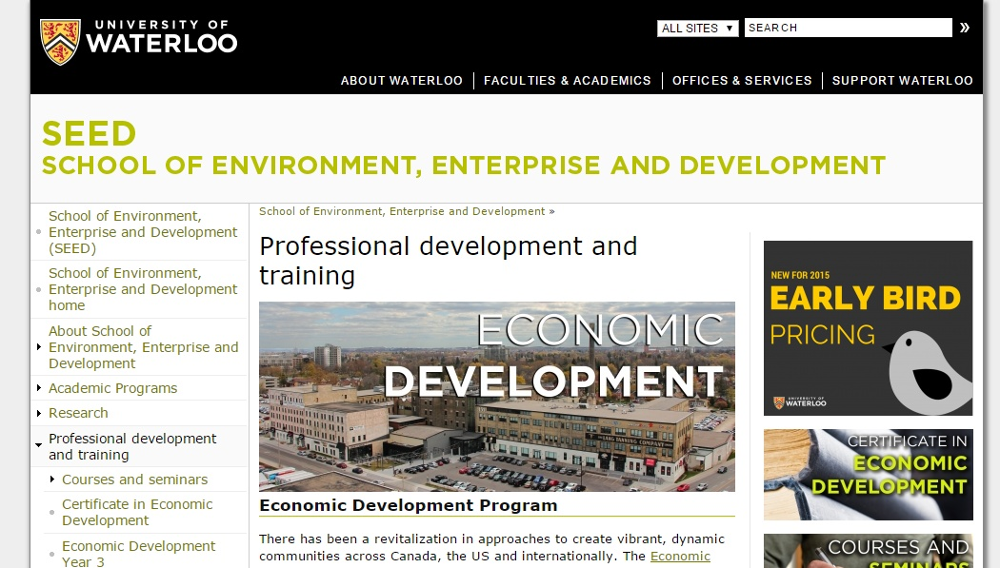 UNIVERSITY OF
WATERLOO
ALL SITES ▼
SEARCH
»
ABOUT WATERLOO
FACULTIES & ACADEMICS
OFFICES & SERVICES
SUPPORT WATERLOO
SEED
SCHOOL OF ENVIRONMENT, ENTERPRISE AND DEVELOPMENT
School of Environment,
Enterprise and Development
(SEED)
School of Environment,
Enterprise and Development
home
About School of
Environment, Enterprise and
Development
Academic Programs
Research
Professional development
and training
Courses and seminars
Certificate in Economic
Development
Economic Development
Year 3
School of Environment, Enterprise and Development »
Professional development and
training
ECONOMIC
DEVELOPMENT
THE LANG TANNING COMPANY
Economic Development Program
There has been a revitalization in approaches to create vibrant, dynamic
communities across Canada, the US and internationally. The Economic
NEW FOR 2015
EARLY BIRD
PRICING
UNIVERSITY OF
WATERLOO
CERTIFICATE IN
ECONOMIC
DEVELOPMENT
COURSES AND
SEMINARS